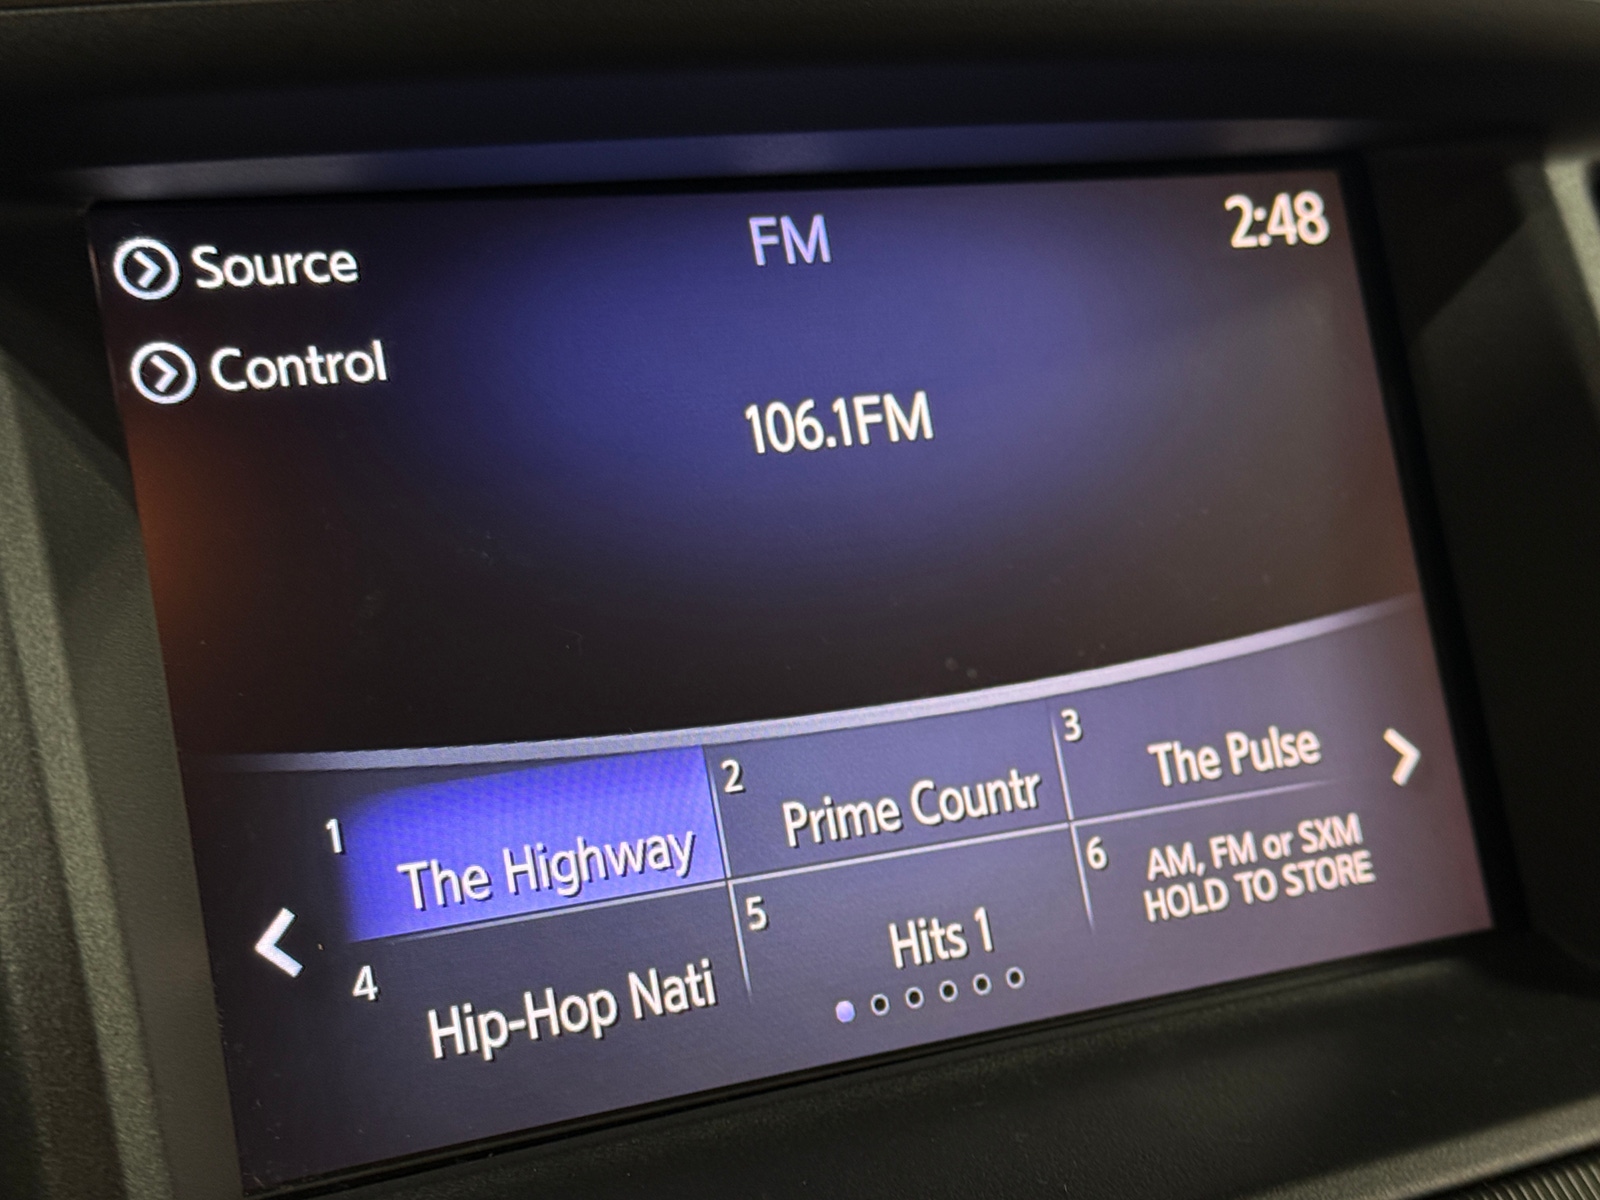 Source
FM
2:48
Control
106.1FM
1
The Highway
2
Prime Countr
3
The Pulse
4
Hip-Hop Nati
5
Hits 1
6
AM, FM or SXM
HOLD TO STORE